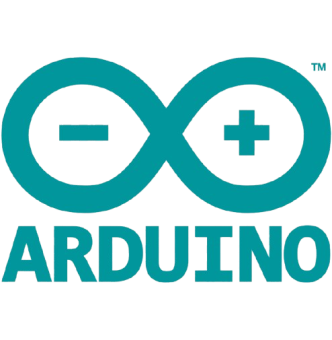 ™
- +
ARDUINO